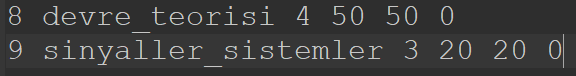 8 devre_teorisi 4 50 50 0
9 sinyaller_sistemler 3 20 20 0